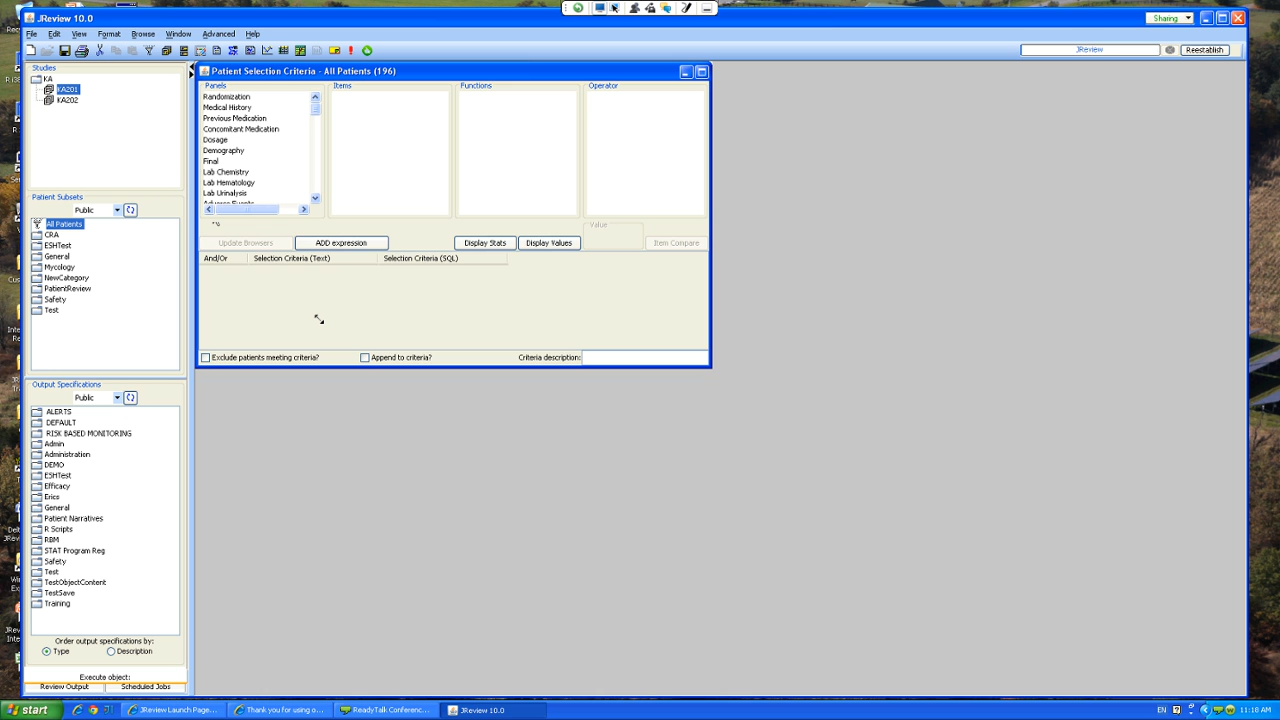 JReview 10.0
Sharing
File Edit View Format Browse Window Advanced Help
JReview
Reestablish
Studies
KA
KA201
KA202
Patient Subsets
Public
All Patients
CRA
ESHTest
General
Mycology
NewCategory
PatientReview
Safety
Test
Output Specifications
Public
ALERTS
DEFAULT
RISK BASED MONITORING
Admin
Administration
DEMO
ESHTest
Efficacy
Erics
General
Patient Narratives
R Scripts
RBM
STAT Program Reg
Safety
Test
TestObjectContent
TestSave
Training
Order output specifications by:
Type Description
Execute object:
Review Output Scheduled Jobs
Patient Selection Criteria - All Patients (196)
Panels Items Functions Operator
Randomization
Medical History
Previous Medication
Concomitant Medication
Dosage
Demography
Final
Lab Chemistry
Lab Hematology
Lab Urinalysis
Adverse Events
Value
Update Browsers ADD expression Display Stats Display Values Item Compare
And/Or Selection Criteria (Text) Selection Criteria (SQL)
Exclude patients meeting criteria? Append to criteria? Criteria description:
start JReview Launch Page... Thank you for using o... ReadyTalk Conferenc... JReview 10.0 EN 11:18 AM